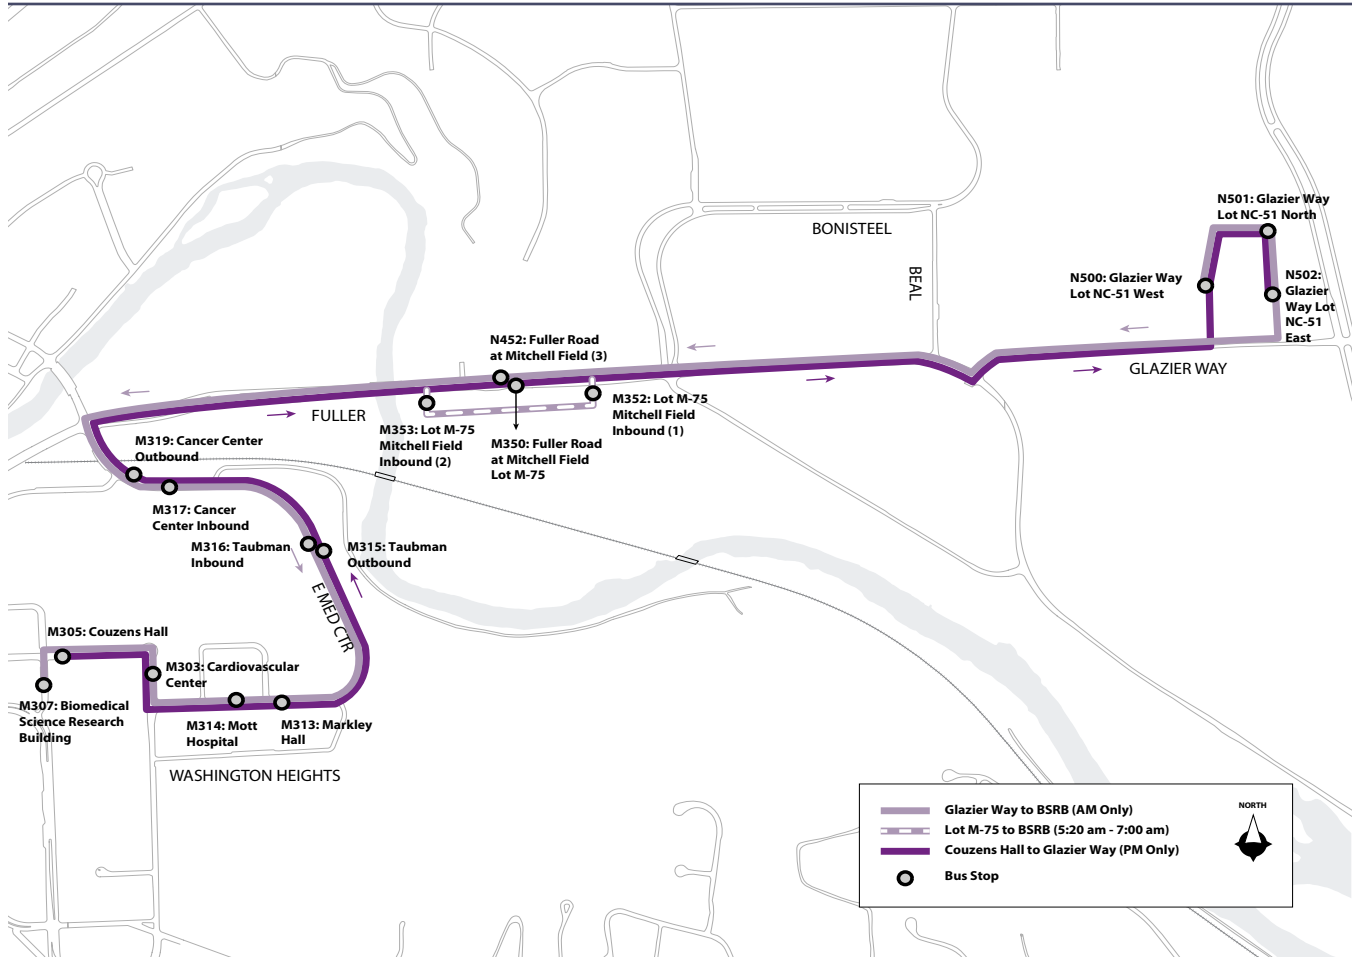 N501: Glazier Way
Lot NC-51 North
BONISTEEL
BEAL
N500: Glazier Way
Lot NC-51 West
N502:
Glazier
Way Lot
NC-51
East
N452: Fuller Road
at Mitchell Field (3)
GLAZIER WAY
FULLER
M352: Lot M-75
Mitchell Field
Inbound (1)
M353: Lot M-75
Mitchell Field
Inbound (2)
M350: Fuller Road
at Mitchell Field
Lot M-75
M319: Cancer Center
Outbound
M317: Cancer
Center Inbound
M316: Taubman
Inbound
M315: Taubman
Outbound
E MED CTR
M305: Couzens Hall
M303: Cardiovascular
Center
M307: Biomedical
Science Research
Building
M314: Mott
Hospital
M313: Markley
Hall
WASHINGTON HEIGHTS
Glazier Way to BSRB (AM Only)
Lot M-75 to BSRB (5:20 am - 7:00 am)
Couzens Hall to Glazier Way (PM Only)
Bus Stop
NORTH